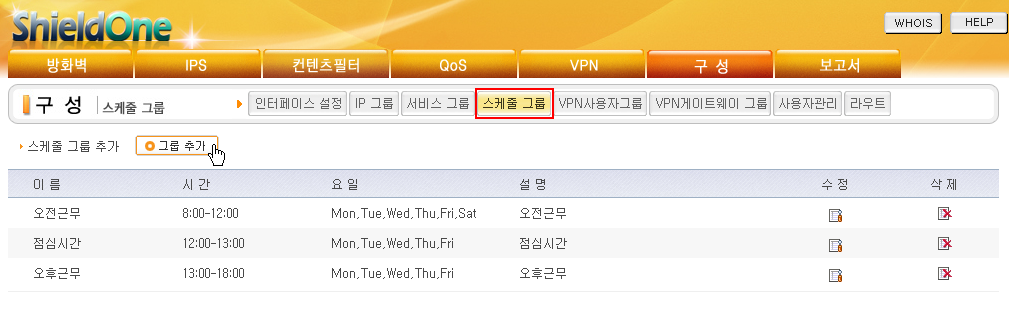 ShieldOne
WHOIS HELP
방화벽 IPS 컨텐츠필터 QoS VPN 구 성 보고서
구 성 스케줄 그룹 인터페이스 설정 IP 그룹 서비스 그룹 스케줄 그룹 VPN사용자그룹 VPN게이트웨이 그룹 사용자관리 라우트
스케줄 그룹 추가 그룹 추가
이 름 시 간 요 일 설 명 수 정 삭 제
오전근무 8:00-12:00 Mon,Tue,Wed,Thu,Fri,Sat 오전근무
점심시간 12:00-13:00 Mon,Tue,Wed,Thu,Fri 점심시간
오후근무 13:00-18:00 Mon,Tue,Wed,Thu,Fri 오후근무